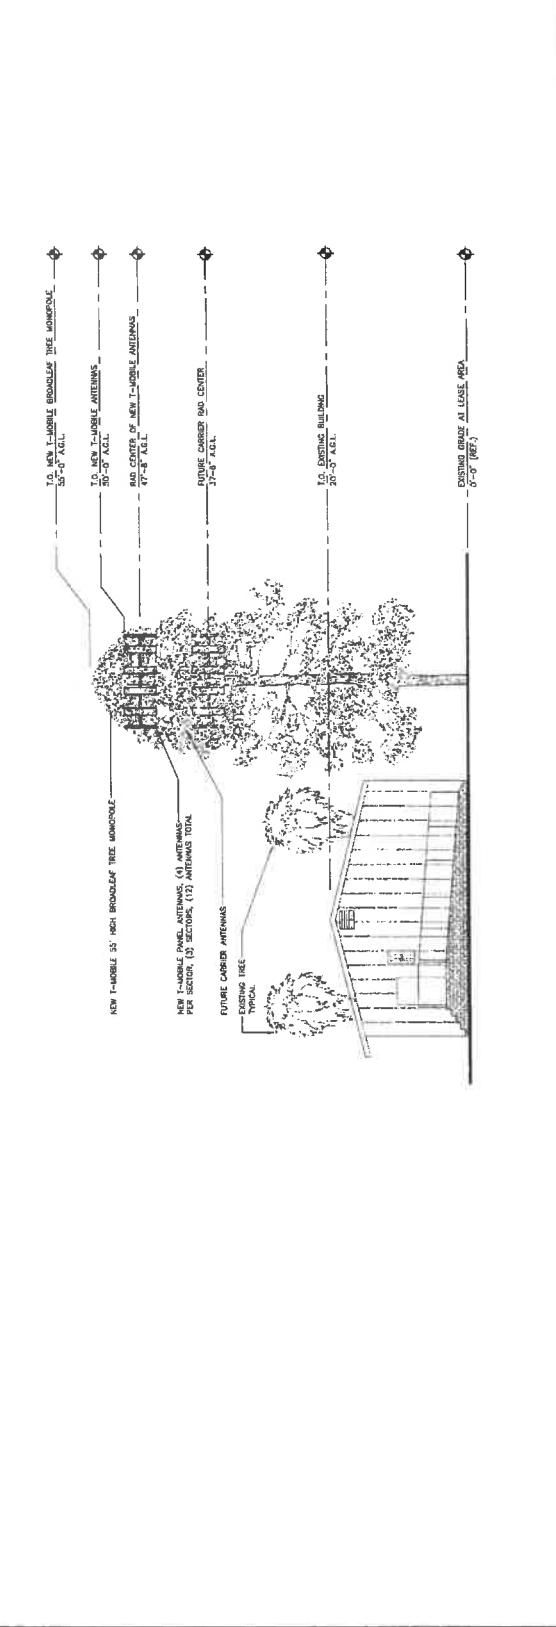 T.O. NEW T-MOBILE BROADLEAF TREE MONOPOLE
55'-0" A.G.L.
T.O. NEW T-MOBILE ANTENNAS
50'-0" A.G.L.
RAD CENTER OF NEW T-MOBILE ANTENNAS
47'-8" A.G.L.
FUTURE CARRIER RAD CENTER
37'-8" A.G.L.
T.O. EXISTING BUILDING
20'-0" A.G.L.
EXISTING GRADE AT LEASE AREA
0'-0" (REF.)
NEW T-MOBILE 55' HIGH BROADLEAF TREE MONOPOLE
NEW T-MOBILE PANEL ANTENNAS, (4) ANTENNAS
PER SECTOR, (3) SECTORS, (12) ANTENNAS TOTAL
FUTURE CARRIER ANTENNAS
EXISTING TREE
TYPICAL